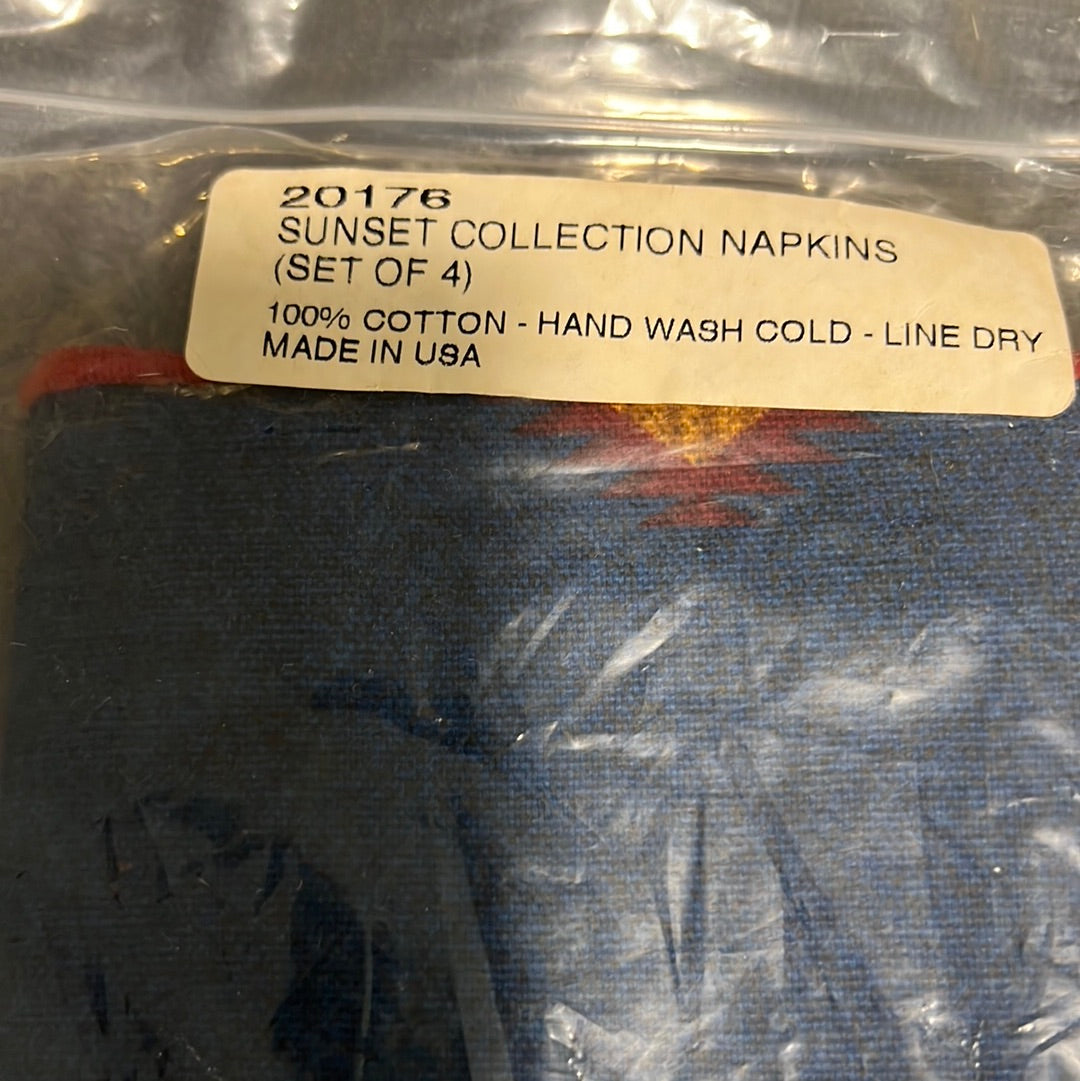 20176
SUNSET COLLECTION NAPKINS
(SET OF 4)
100% COTTON - HAND WASH COLD - LINE DRY
MADE IN USA